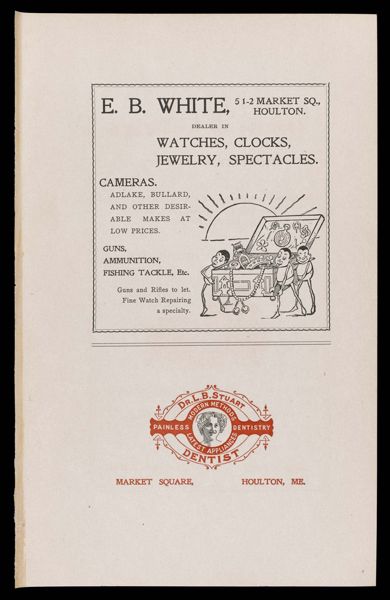 E. B. WHITE, 5 1-2 MARKET SQ.,
HOULTON.
DEALER IN
WATCHES, CLOCKS,
JEWELRY, SPECTACLES.
CAMERAS.
ADLAKE, BULLARD,
AND OTHER DESIR-
ABLE MAKES AT
LOW PRICES.
GUNS,
AMMUNITION,
FISHING TACKLE, Etc.
Guns and Rifles to let.
Fine Watch Repairing
a specialty.
DR. L. B. STUART
MODERN METHODS
PAINLESS DENTISTRY
LATEST APPLIANCES
DENTIST
MARKET SQUARE, HOULTON, ME.